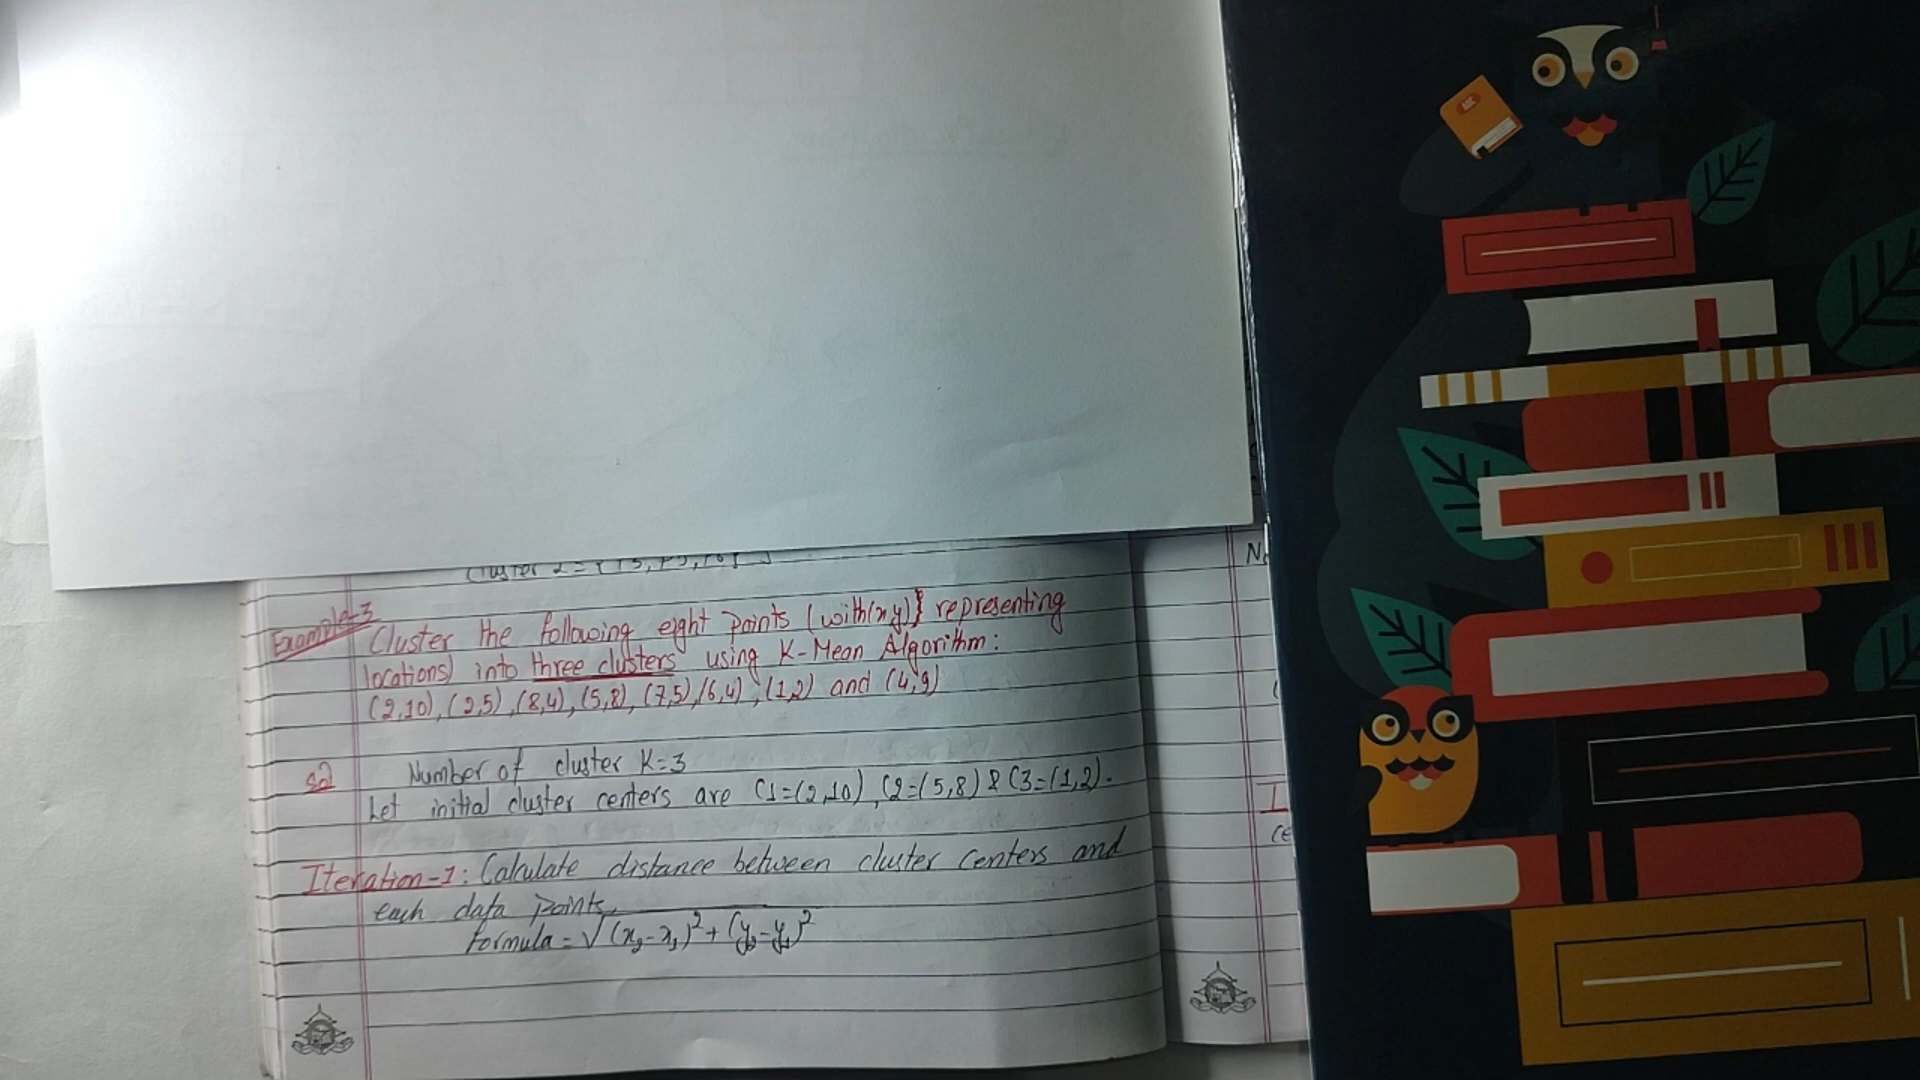 Example-3
Cluster the following eight points (with(x,y)} representing
locations) into three clusters using K-Mean Algorithm:
(2,10), (2,5), (8,4), (5,8), (7,5), (6,4), (1,2) and (4,9)
Number of cluster K=3
Let initial cluster centers are C1=(2,10), C2=(5,8) & C3=(1,2).
Iteration-1: Calculate distance between cluster centers and
each data points.
formula = √(x₂-x₁)²+(y₂-y₁)²
ABC